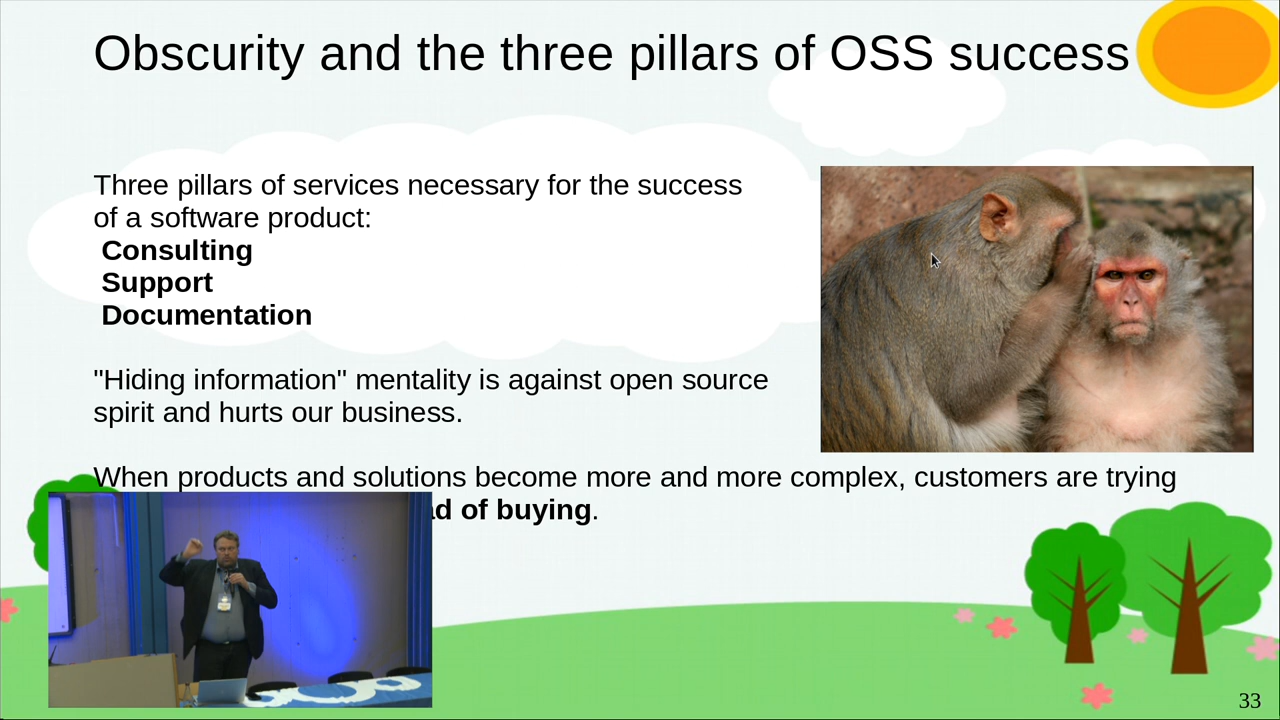 Obscurity and the three pillars of OSS success
Three pillars of services necessary for the success
of a software product:
Consulting
Support
Documentation
"Hiding information" mentality is against open source
spirit and hurts our business.
When products and solutions become more and more complex, customers are trying
of buying.
33